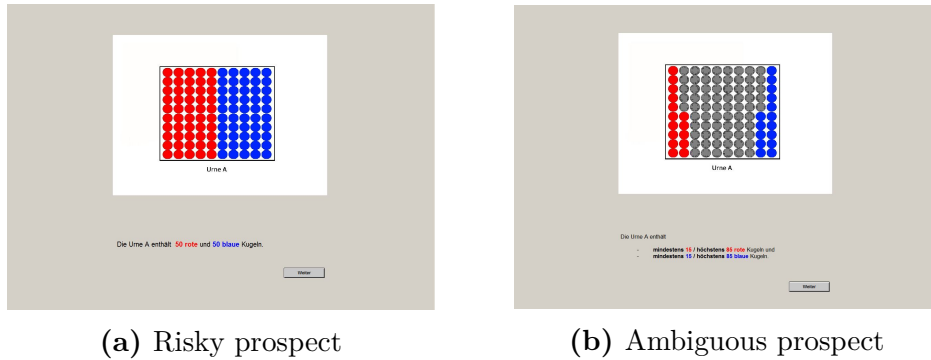 Urne A
Die Urne A enthält 50 rote und 50 blaue Kugeln.
Weiter
(a) Risky prospect
Urne A
Die Urne A enthält
- mindestens 15 / höchstens 85 rote Kugeln und
- mindestens 15 / höchstens 85 blaue Kugeln.
Weiter
(b) Ambiguous prospect